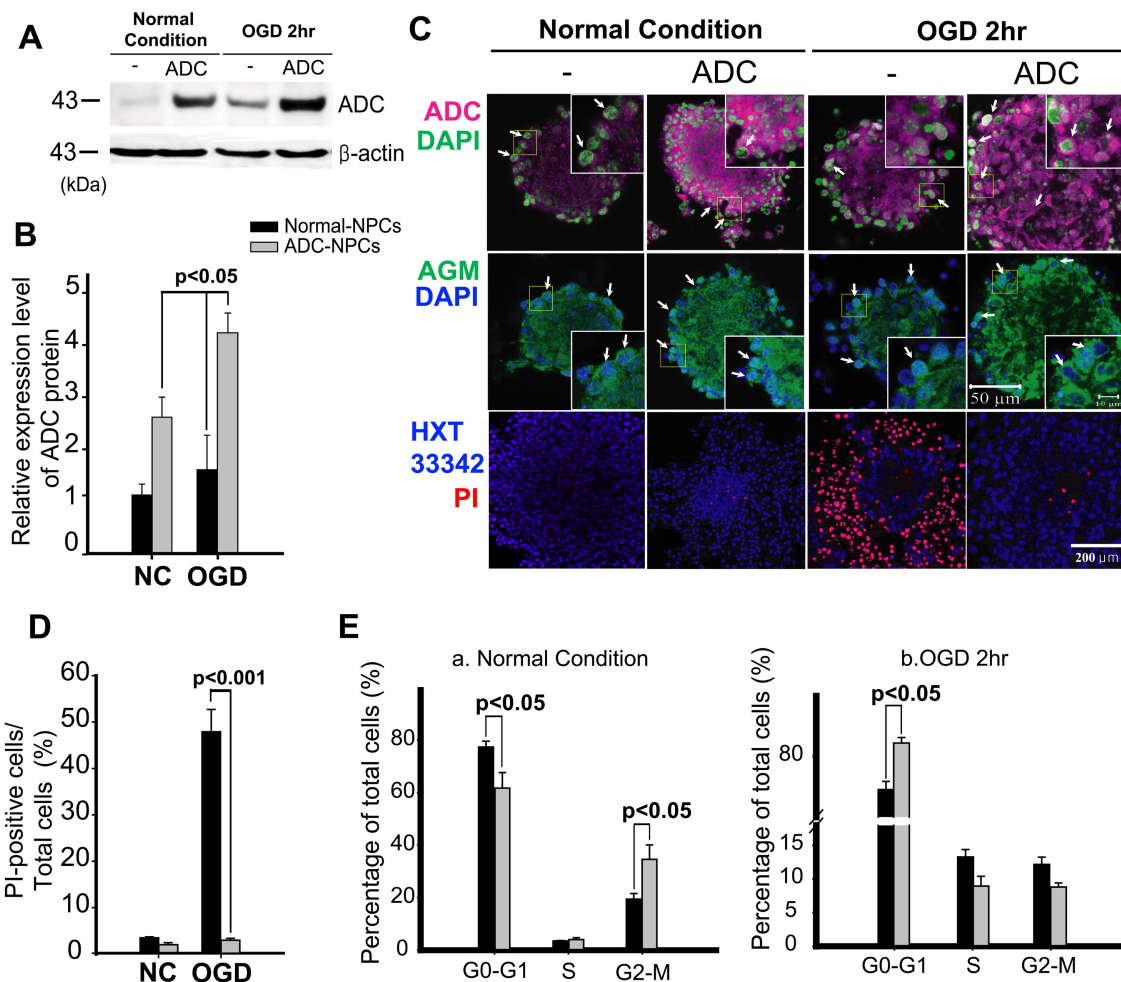 A
Normal
Condition
OGD 2hr
- ADC - ADC
43
ADC
43
β-actin
(kDa)
B
Normal-NPCs
ADC-NPCs
p<0.05
Relative expression level
of ADC protein
5
4
3
2
1
0
NC OGD
C
Normal Condition
OGD 2hr
- ADC - ADC
ADC
DAPI
AGM
DAPI
50 μm
10 μm
HXT
33342
PI
200 μm
D
PI-positive cells/
Total cells (%)
60
50
40
30
20
10
0
p<0.001
NC OGD
E
a. Normal Condition
Percentage of total cells (%)
80
60
40
20
0
p<0.05
p<0.05
G0-G1 S G2-M
b.OGD 2hr
Percentage of total cells (%)
80
15
10
5
0
p<0.05
G0-G1 S G2-M